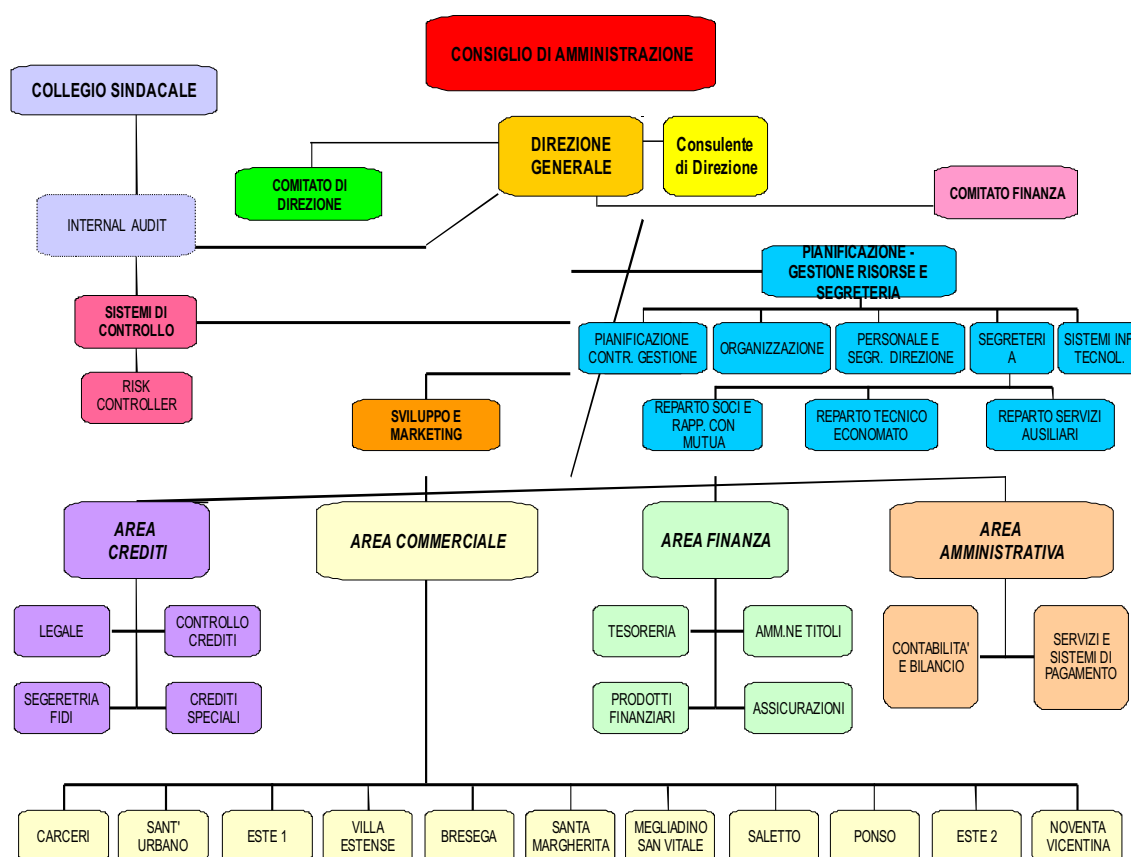 CONSIGLIO DI AMMINISTRAZIONE
COLLEGIO SINDACALE
DIREZIONE
GENERALE
Consulente
di Direzione
COMITATO DI
DIREZIONE
COMITATO FINANZA
INTERNAL AUDIT
PIANIFICAZIONE -
GESTIONE RISORSE E
SEGRETERIA
SISTEMI DI
CONTROLLO
PIANIFICAZIONE
CONTR. GESTIONE
ORGANIZZAZIONE
PERSONALE E
SEGR. DIREZIONE
SEGRETERI
A
SISTEMI INF
TECNOL.
RISK
CONTROLLER
SVILUPPO E
MARKETING
REPARTO SOCI E
RAPP. CON
MUTUA
REPARTO TECNICO
ECONOMATO
REPARTO SERVIZI
AUSILIARI
AREA
CREDITI
AREA COMMERCIALE
AREA FINANZA
AREA
AMMINISTRATIVA
LEGALE
CONTROLLO
CREDITI
TESORERIA
AMM.NE TITOLI
CONTABILITA'
E BILANCIO
SERVIZI E
SISTEMI DI
PAGAMENTO
SEGERETRIA
FIDI
CREDITI
SPECIALI
PRODOTTI
FINANZIARI
ASSICURAZIONI
CARCERI
SANT'
URBANO
ESTE 1
VILLA
ESTENSE
BRESEGA
SANTA
MARGHERITA
MEGLIADINO
SAN VITALE
SALETTO
PONSO
ESTE 2
NOVENTA
VICENTINA